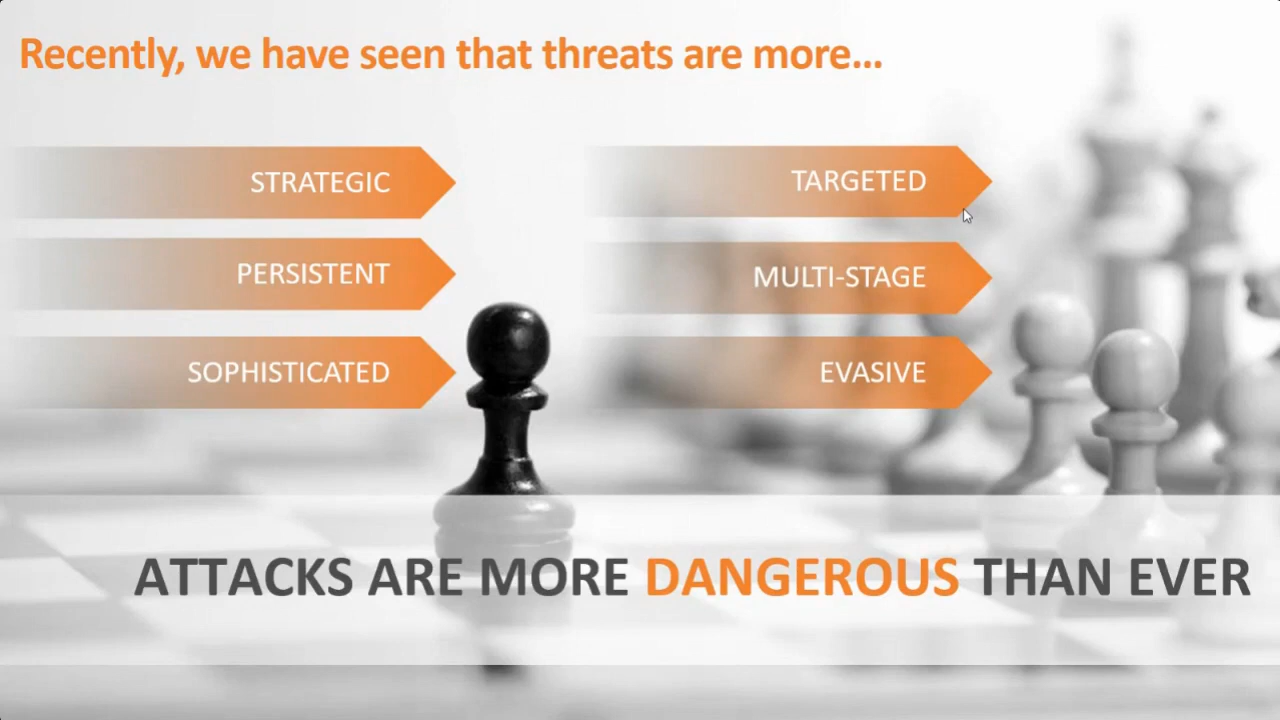 Recently, we have seen that threats are more...
STRATEGIC
PERSISTENT
SOPHISTICATED
TARGETED
MULTI-STAGE
EVASIVE
ATTACKS ARE MORE DANGEROUS THAN EVER